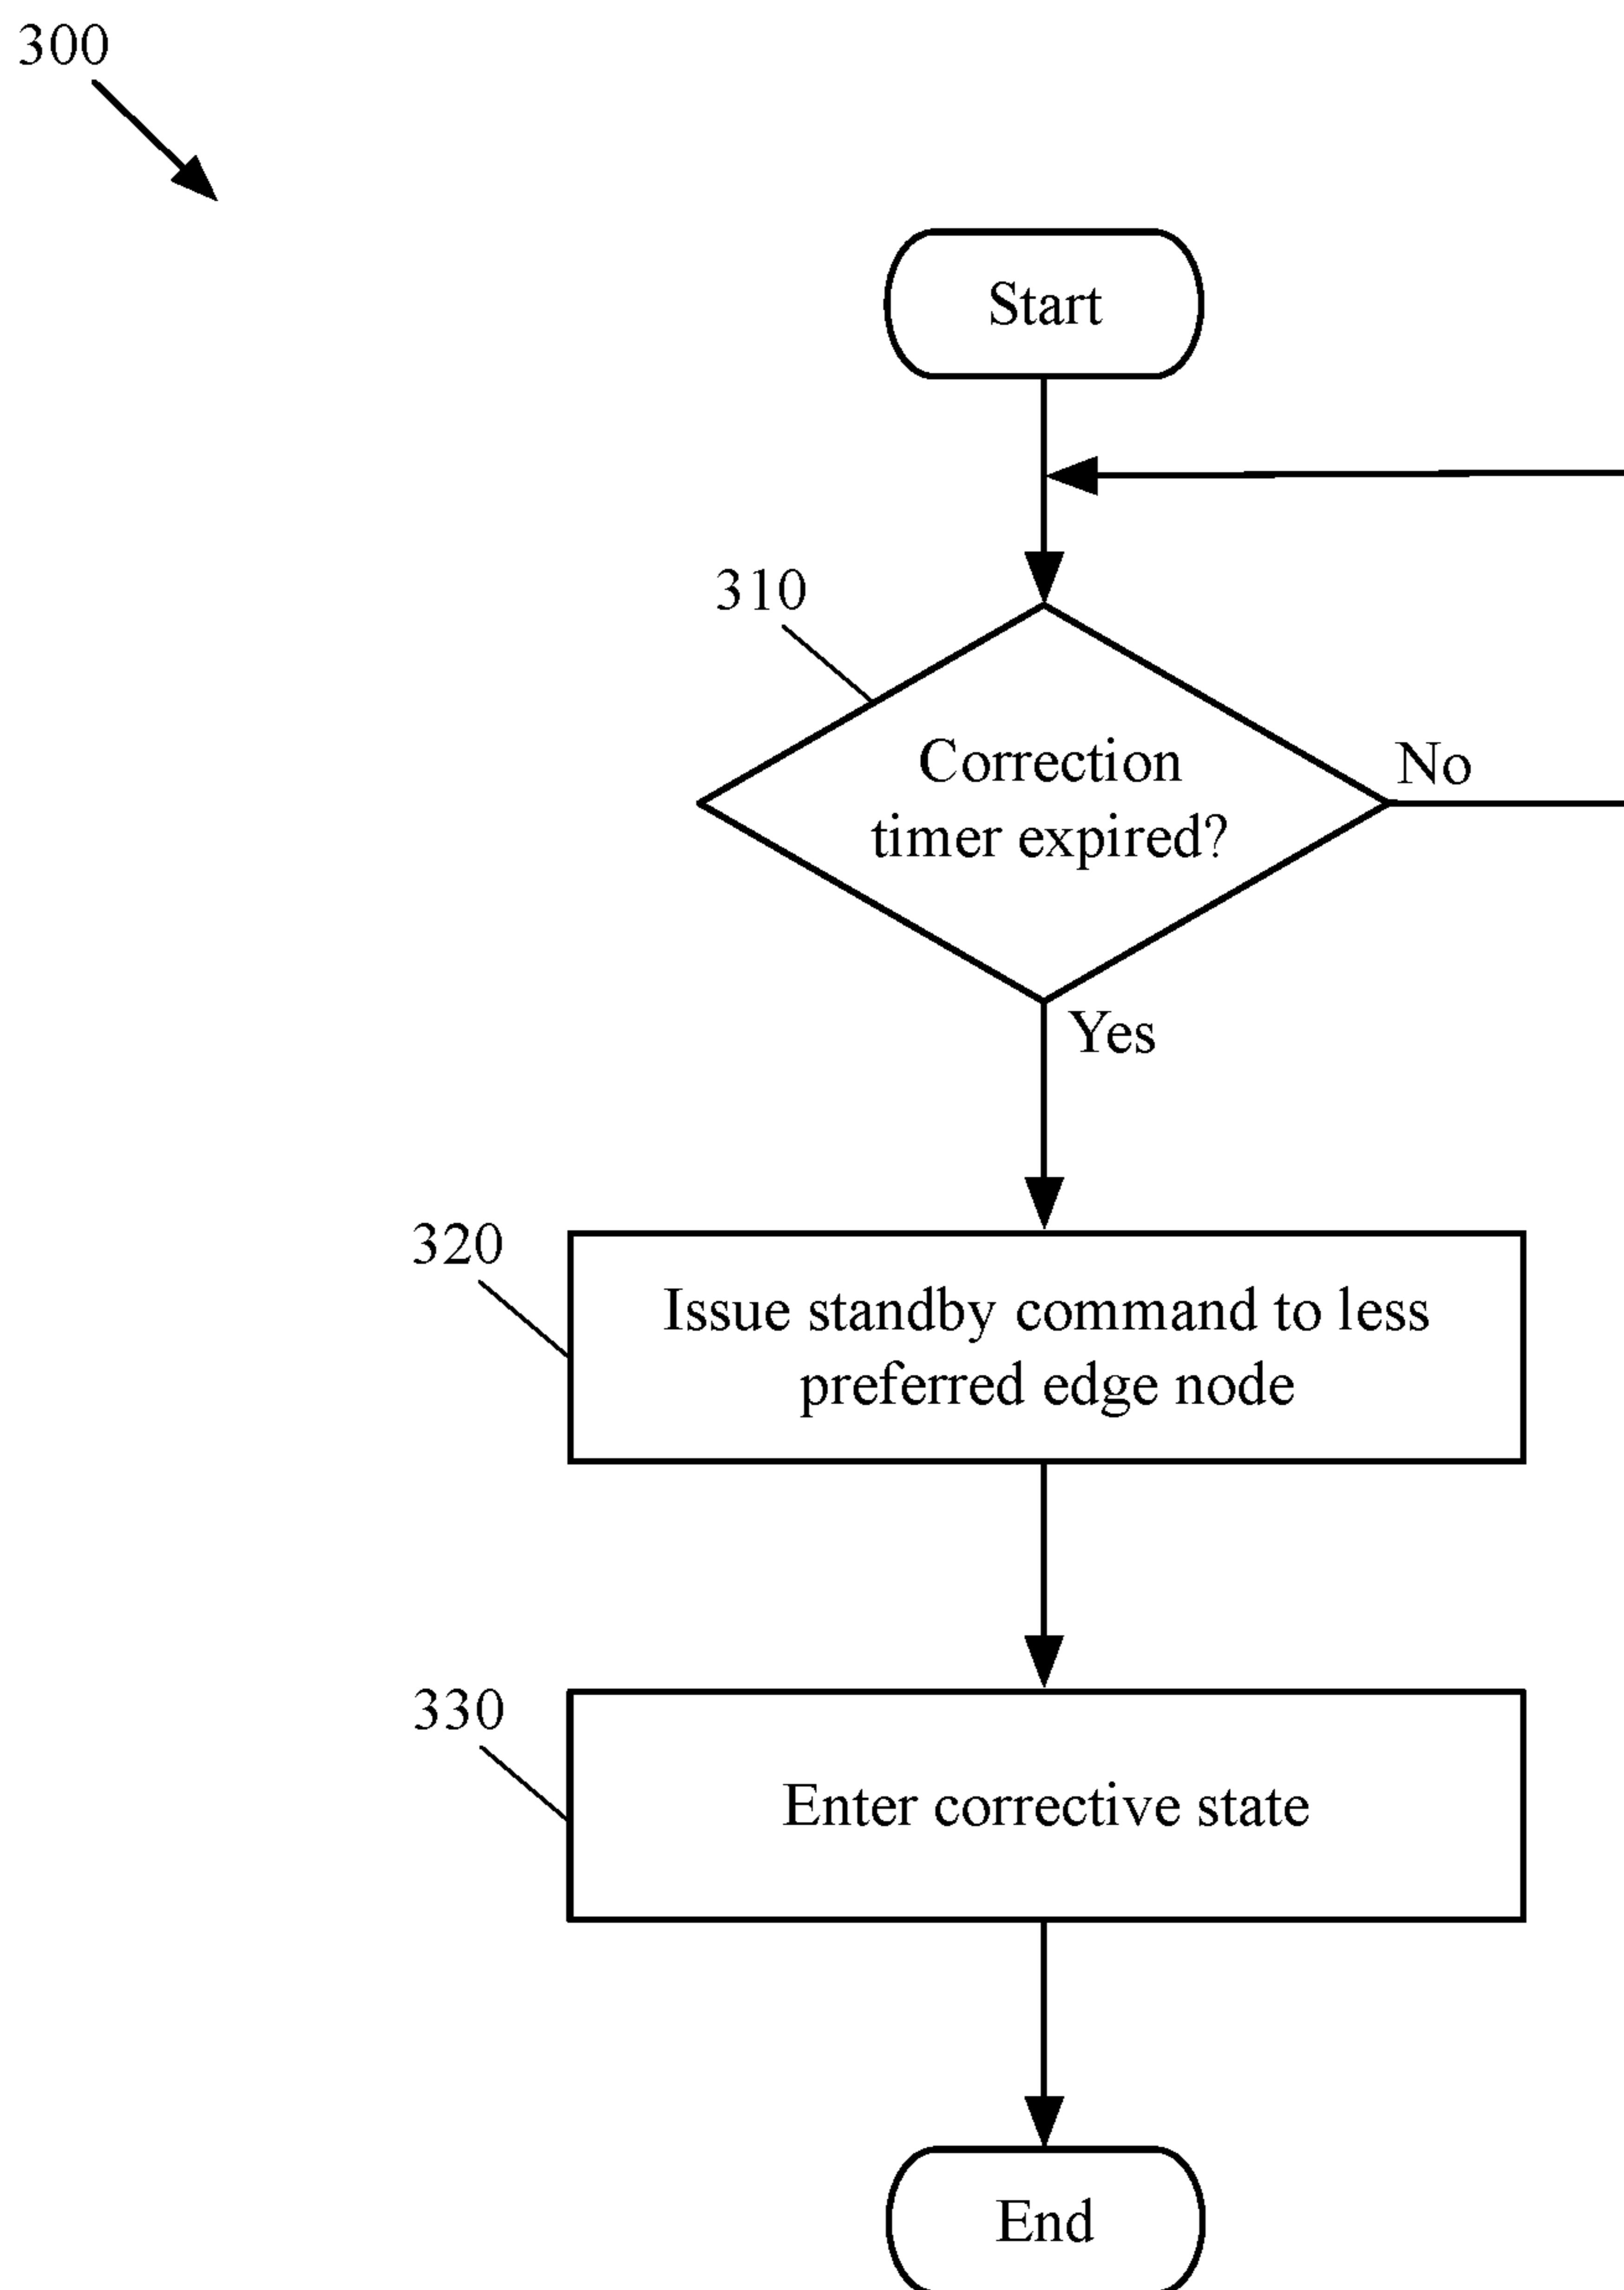 300
Start
310
Correction
timer expired?
No
Yes
320
Issue standby command to less
preferred edge node
330
Enter corrective state
End